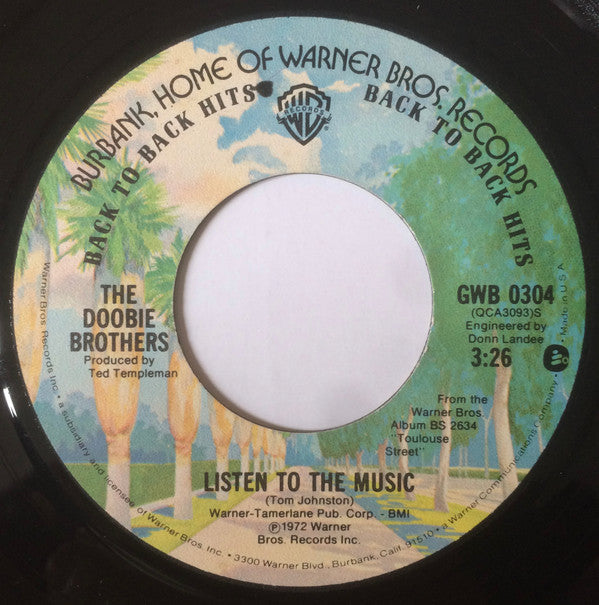 BURBANK, HOME OF WARNER BROS. RECORDS
BACK TO BACK HITS
BACK TO BACK HITS
RECORDS
THE
DOOBIE
BROTHERS
Produced by
Ted Templeman
GWB 0304
(QCA3093)S
Engineered by
Donn Landee
3:26
From the
Warner Bros.
Album BS 2634
"Toulouse
Street"
LISTEN TO THE MUSIC
(Tom Johnston)
Warner-Tamerlane Pub. Corp. - BMI
℗1972 Warner
Bros. Records Inc.
Warner Bros. Records Inc. • a subsidiary and licensee of Warner Bros. Inc. • 3300 Warner Blvd., Burbank, Calif. 91510 • a Warner Communications Company • Made in U.S.A.